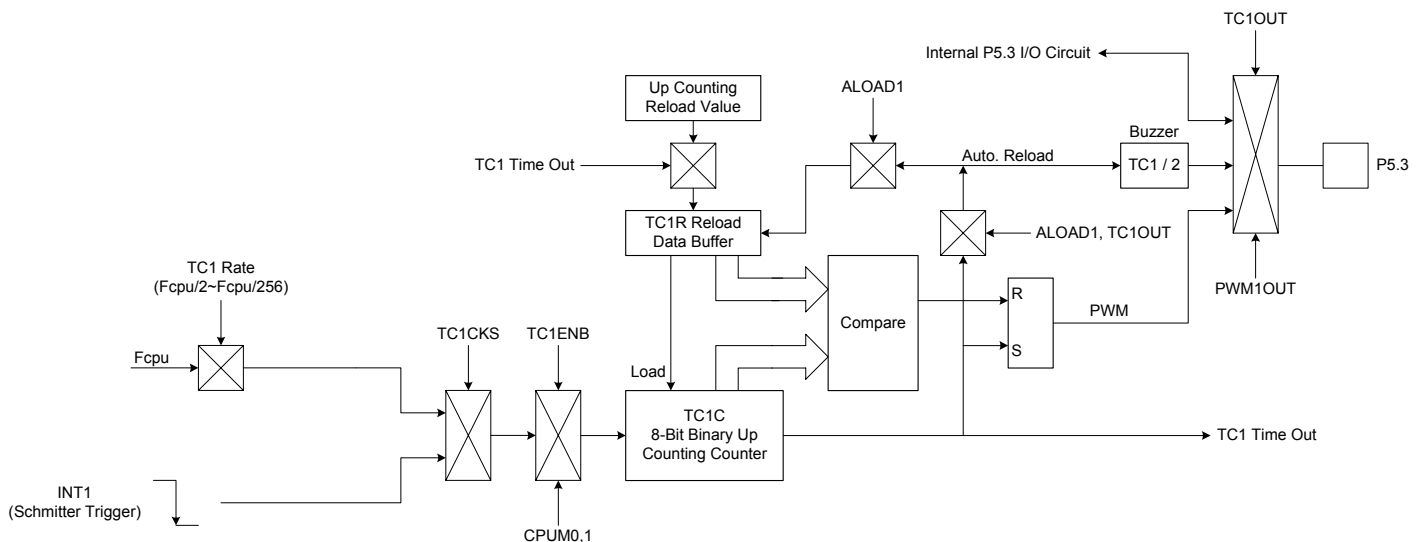 TC1OUT
Internal P5.3 I/O Circuit
Up Counting
Reload Value
ALOAD1
Buzzer
TC1 Time Out
Auto. Reload
TC1 / 2
P5.3
TC1R Reload
Data Buffer
ALOAD1, TC1OUT
TC1 Rate
(Fcpu/2~Fcpu/256)
PWM1OUT
R
PWM
Compare
TC1CKS
TC1ENB
S
Fcpu
Load
TC1C
8-Bit Binary Up
Counting Counter
TC1 Time Out
INT1
(Schmitter Trigger)
CPUM0,1